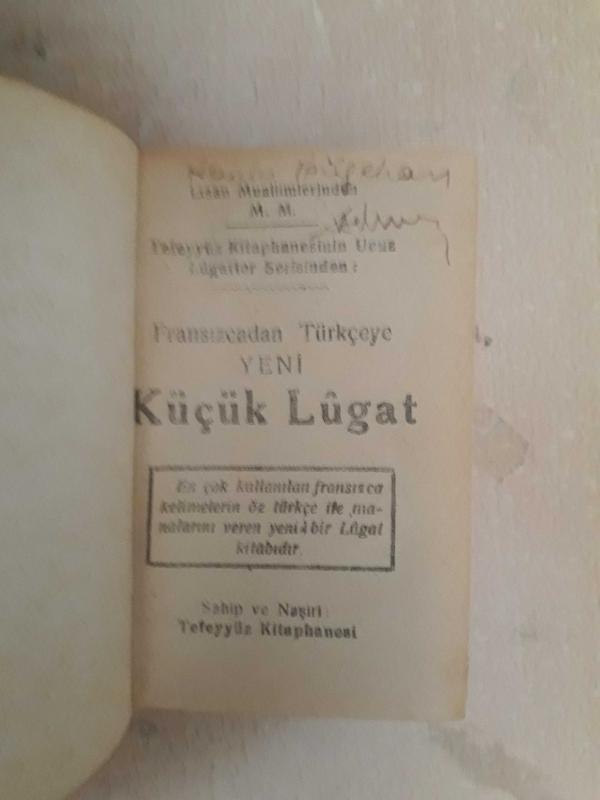 Lisan Muallimlerinden
M. M.
Tefeyyüz Kitaphanesinin Ucuz
Lûgatler Serisinden :
Fransızcadan Türkçeye
YENİ
Küçük Lûgat
En çok kullanılan fransızca
kelimelerin öz türkçe ile ma-
nalarını veren yeni bir Lûgat
kitabıdır.
Sahip ve Naşiri :
Tefeyyüz Kitaphanesi